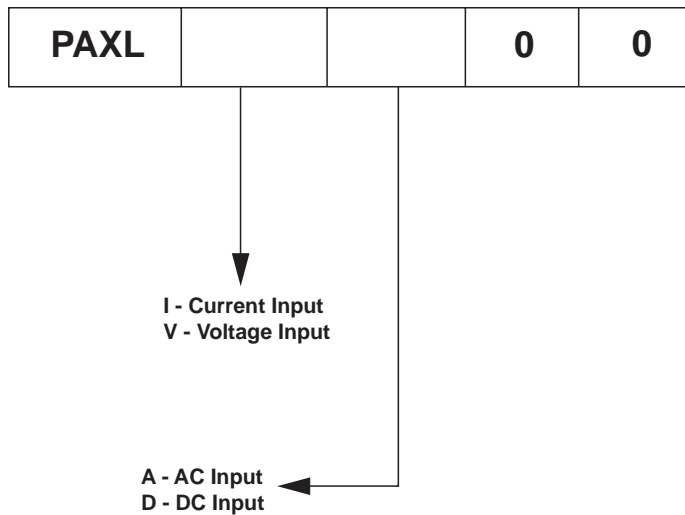 PAXL 0 0
I - Current Input
V - Voltage Input
A - AC Input
D - DC Input